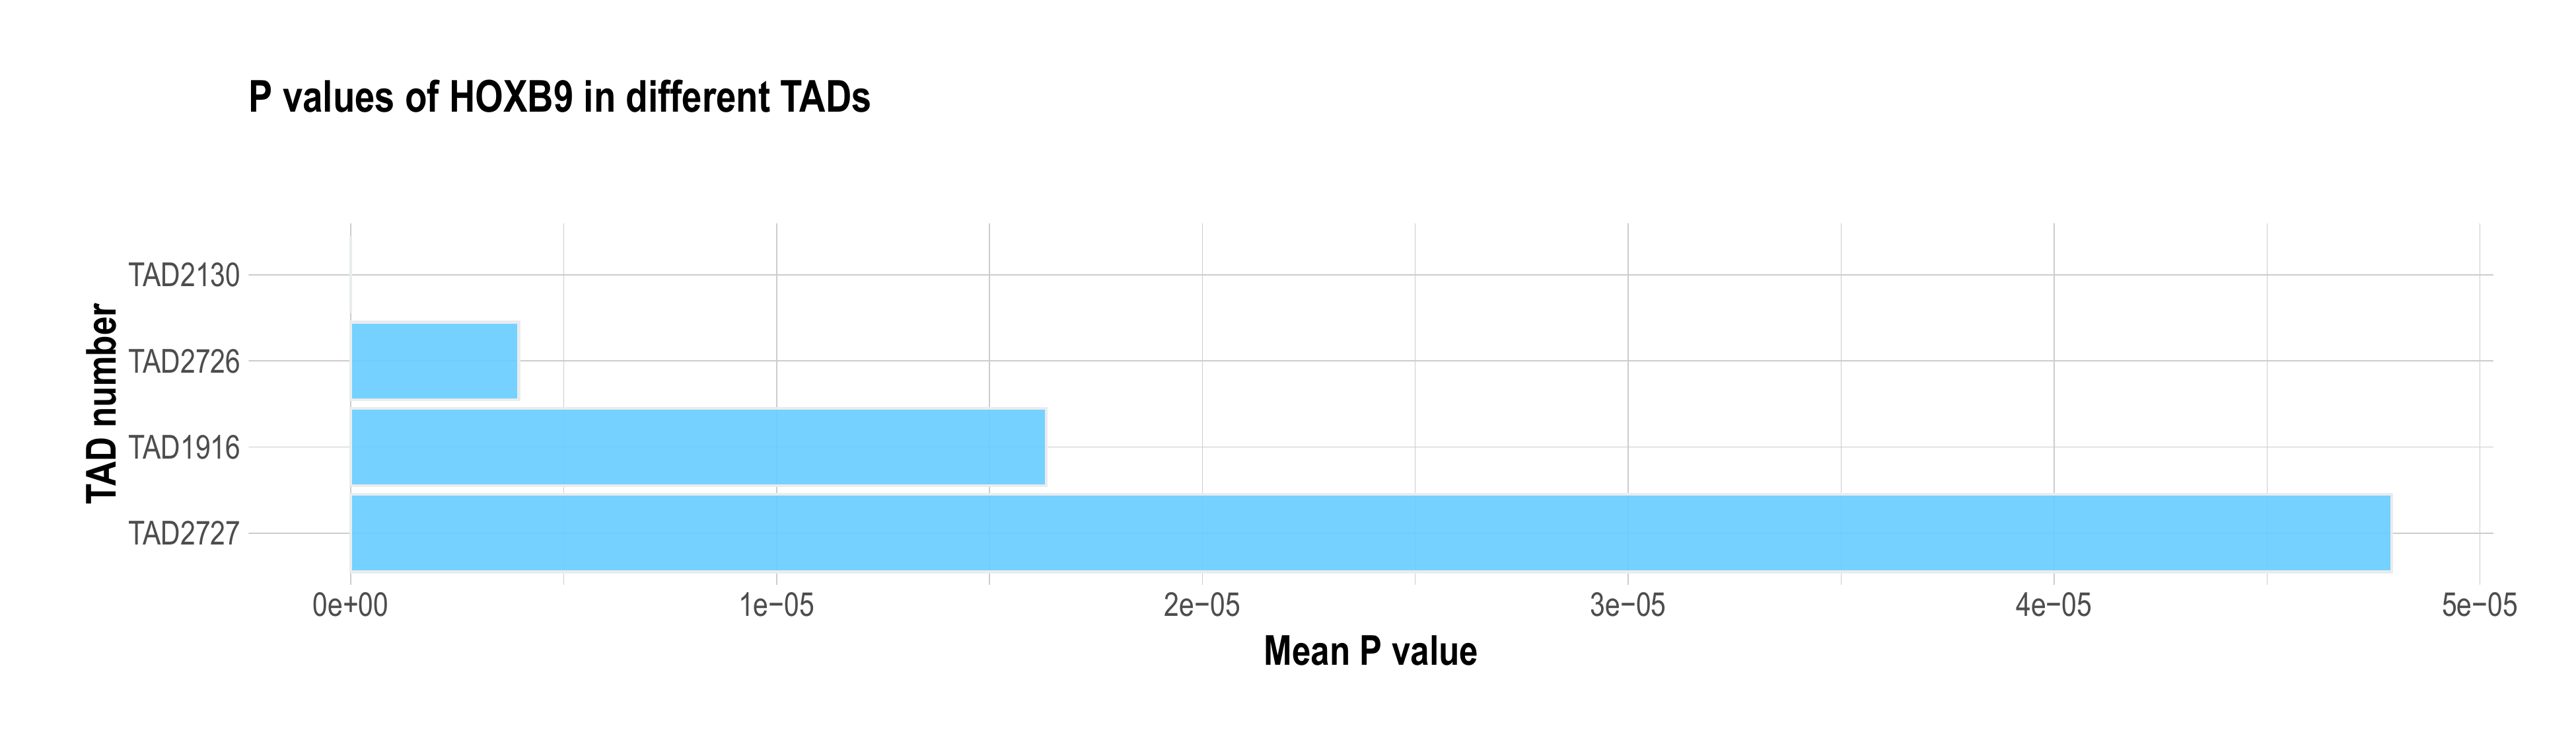 P values of HOXB9 in different TADs
TAD number
TAD2130
TAD2726
TAD1916
TAD2727
0e+00 1e−05 2e−05 3e−05 4e−05 5e−05
Mean P value